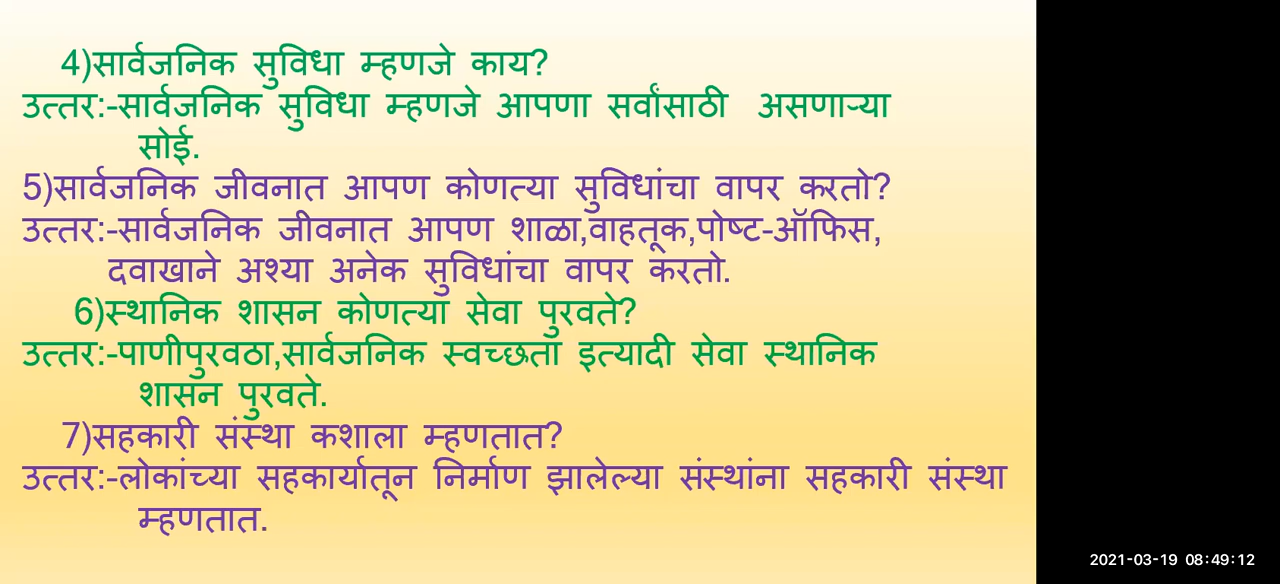 4)सार्वजनिक सुविधा म्हणजे काय?
उत्तर:-सार्वजनिक सुविधा म्हणजे आपणा सर्वांसाठी असणाऱ्या
सोई.
5)सार्वजनिक जीवनात आपण कोणत्या सुविधांचा वापर करतो?
उत्तर:-सार्वजनिक जीवनात आपण शाळा,वाहतूक,पोष्ट-ऑफिस,
दवाखाने अश्या अनेक सुविधांचा वापर करतो.
6)स्थानिक शासन कोणत्या सेवा पुरवते?
उत्तर:-पाणीपुरवठा,सार्वजनिक स्वच्छता इत्यादी सेवा स्थानिक
शासन पुरवते.
7)सहकारी संस्था कशाला म्हणतात?
उत्तर:-लोकांच्या सहकार्यातून निर्माण झालेल्या संस्थांना सहकारी संस्था
म्हणतात.
2021-03-19 08:49:12